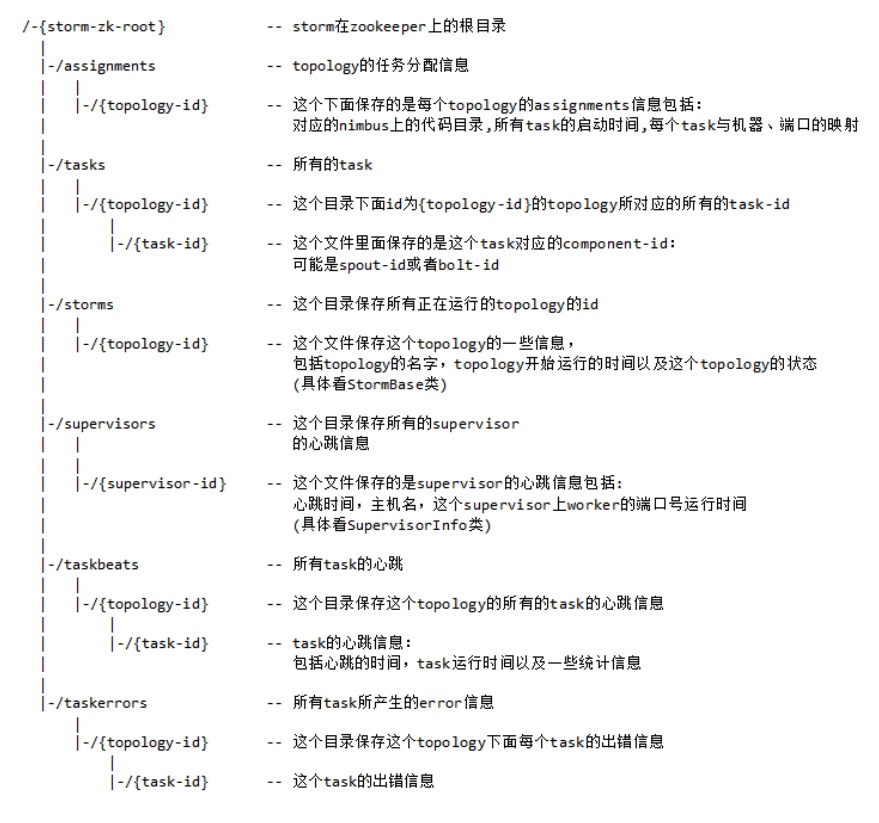 /-{storm-zk-root} -- storm在zookeeper上的根目录
|-/assignments -- topology的任务分配信息
|-/{topology-id} -- 这个下面保存的是每个topology的assignments信息包括:
对应的nimbus上的代码目录,所有task的启动时间,每个task与机器、端口的映射
|-/tasks -- 所有的task
|-/{topology-id} -- 这个目录下面id为{topology-id}的topology所对应的所有的task-id
|-/{task-id} -- 这个文件里面保存的是这个task对应的component-id:
可能是spout-id或者bolt-id
|-/storms -- 这个目录保存所有正在运行的topology的id
|-/{topology-id} -- 这个文件保存这个topology的一些信息,
包括topology的名字,topology开始运行的时间以及这个topology的状态
(具体看StormBase类)
|-/supervisors -- 这个目录保存所有的supervisor
的心跳信息
|-/{supervisor-id} -- 这个文件保存的是supervisor的心跳信息包括:
心跳时间,主机名,这个supervisor上worker的端口号运行时间
(具体看SupervisorInfo类)
|-/taskbeats -- 所有task的心跳
|-/{topology-id} -- 这个目录保存这个topology的所有的task的心跳信息
|-/{task-id} -- task的心跳信息:
包括心跳的时间,task运行时间以及一些统计信息
|-/taskerrors -- 所有task所产生的error信息
|-/{topology-id} -- 这个目录保存这个topology下面每个task的出错信息
|-/{task-id} -- 这个task的出错信息